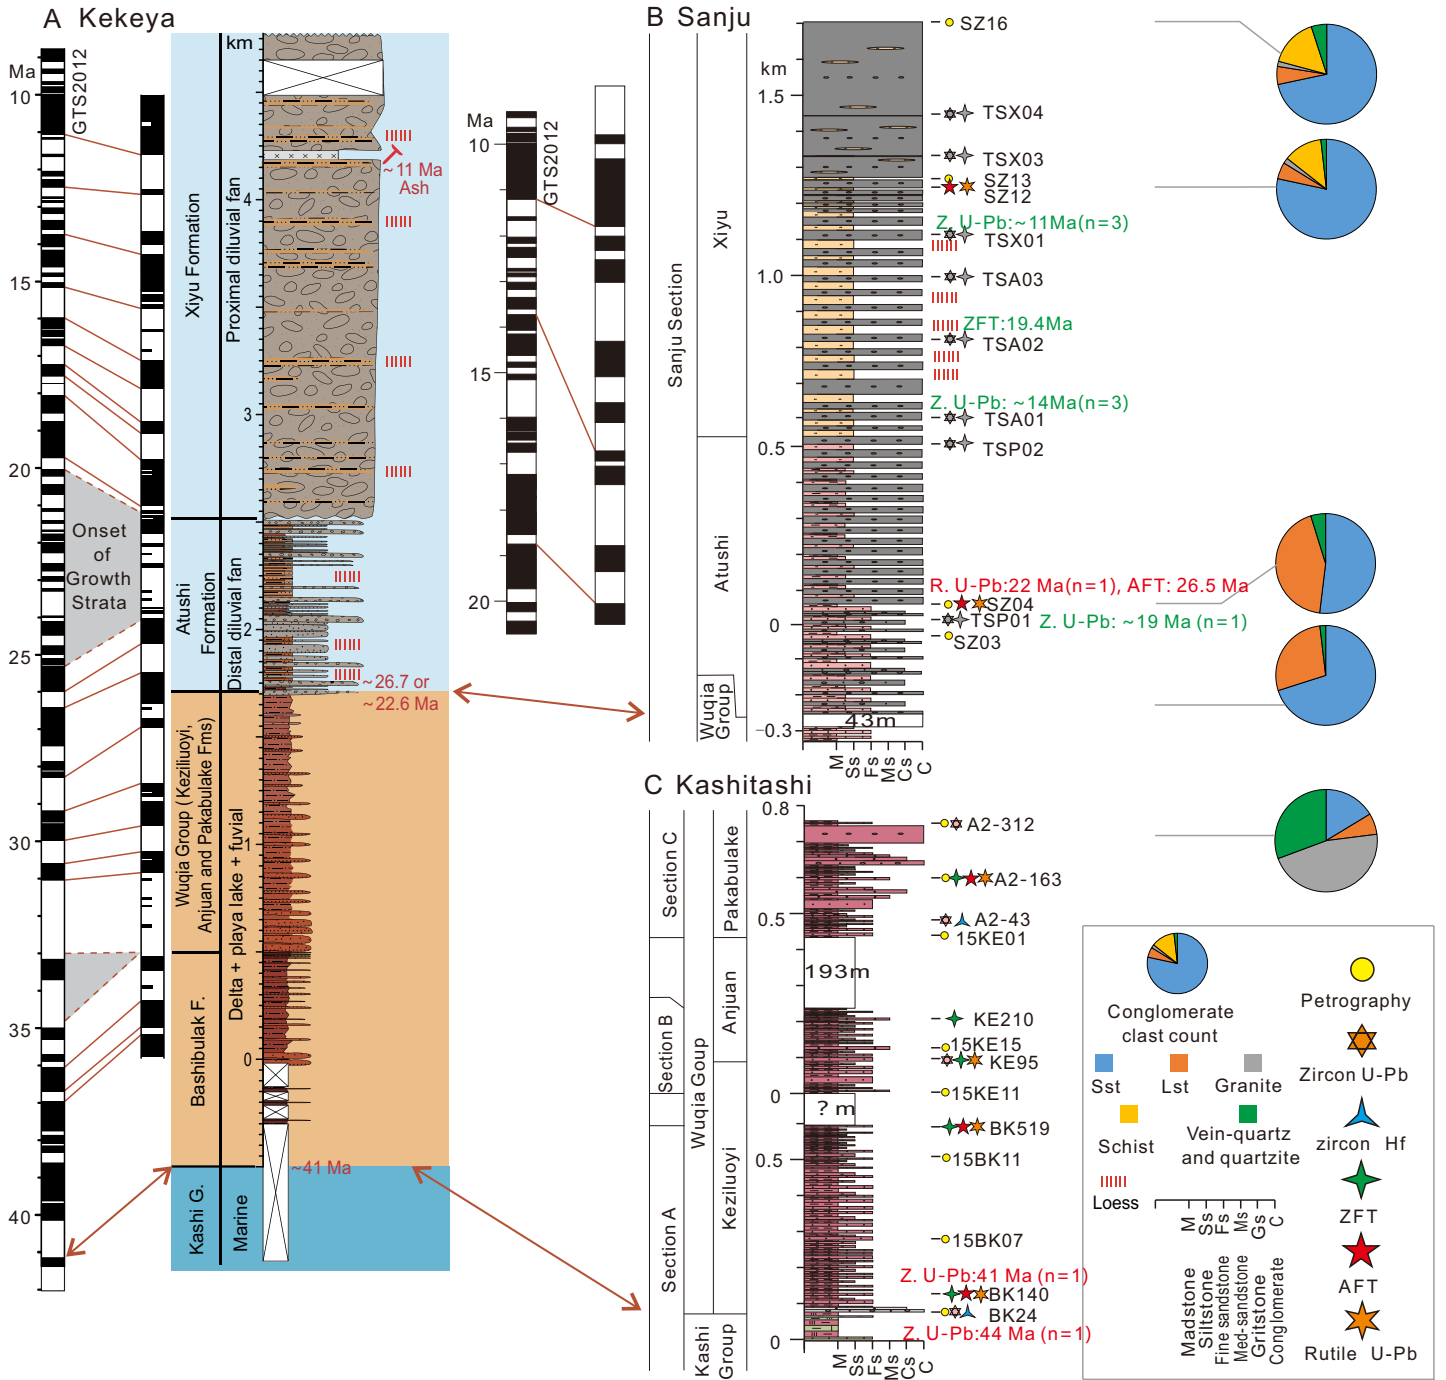 A Kekeya
Ma
GTS2012
10
15
20
25
30
35
40
Onset
of
Growth
Strata
km
4
3
2
1
0
Xiyu Formation
Proximal diluvial fan
Atushi
Formation
Distal diluvial fan
Wuqia Group (Keziluoyi,
Anjuan and Pakabulake Fms)
Delta + playa lake + fuvial
Bashibulak F.
Kashi G.
Marine
~11 Ma
Ash
~26.7 or
~22.6 Ma
~41 Ma
Ma
GTS2012
10
15
20
B Sanju
km
1.5
1.0
0.5
0
−0.3
Sanju Section
Xiyu
Atushi
Wuqia
Group
43m
M
Ss
Fs
Ms
Cs
C
SZ16
TSX04
TSX03
SZ13
SZ12
Z. U-Pb:~11Ma(n=3)
TSX01
TSA03
ZFT:19.4Ma
TSA02
Z. U-Pb: ~14Ma(n=3)
TSA01
TSP02
R. U-Pb:22 Ma(n=1), AFT: 26.5 Ma
SZ04
TSP01 Z. U-Pb: ~19 Ma (n=1)
SZ03
C Kashitashi
0.8
0.5
0
0.5
0
Section C
Section B
Section A
Wuqia Group
Kashi
Group
Pakabulake
Anjuan
Keziluoyi
193m
? m
M
Ss
Fs
Ms
Cs
C
A2-312
A2-163
A2-43
15KE01
KE210
15KE15
KE95
15KE11
BK519
15BK11
15BK07
Z. U-Pb:41 Ma (n=1)
BK140
BK24
Z. U-Pb:44 Ma (n=1)
Conglomerate
clast count
Sst
Lst
Granite
Schist
Vein-quartz
and quartzite
Loess
M
Ss
Fs
Ms
Gs
C
Madstone
Siltstone
Fine sandstone
Med-sandstone
Gritstone
Conglomerate
Petrography
Zircon U-Pb
zircon Hf
ZFT
AFT
Rutile U-Pb